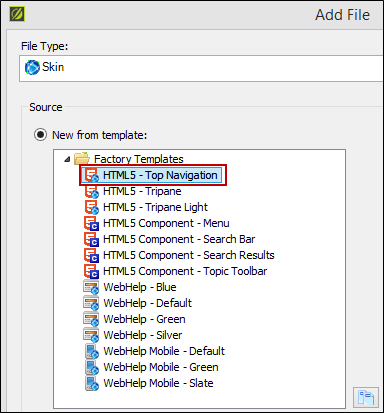 Add File
File Type:
Skin
Source
New from template:
Factory Templates
HTML5 - Top Navigation
HTML5 - Tripane
HTML5 - Tripane Light
HTML5 Component - Menu
HTML5 Component - Search Bar
HTML5 Component - Search Results
HTML5 Component - Topic Toolbar
WebHelp - Blue
WebHelp - Default
WebHelp - Green
WebHelp - Silver
WebHelp Mobile - Default
WebHelp Mobile - Green
WebHelp Mobile - Slate